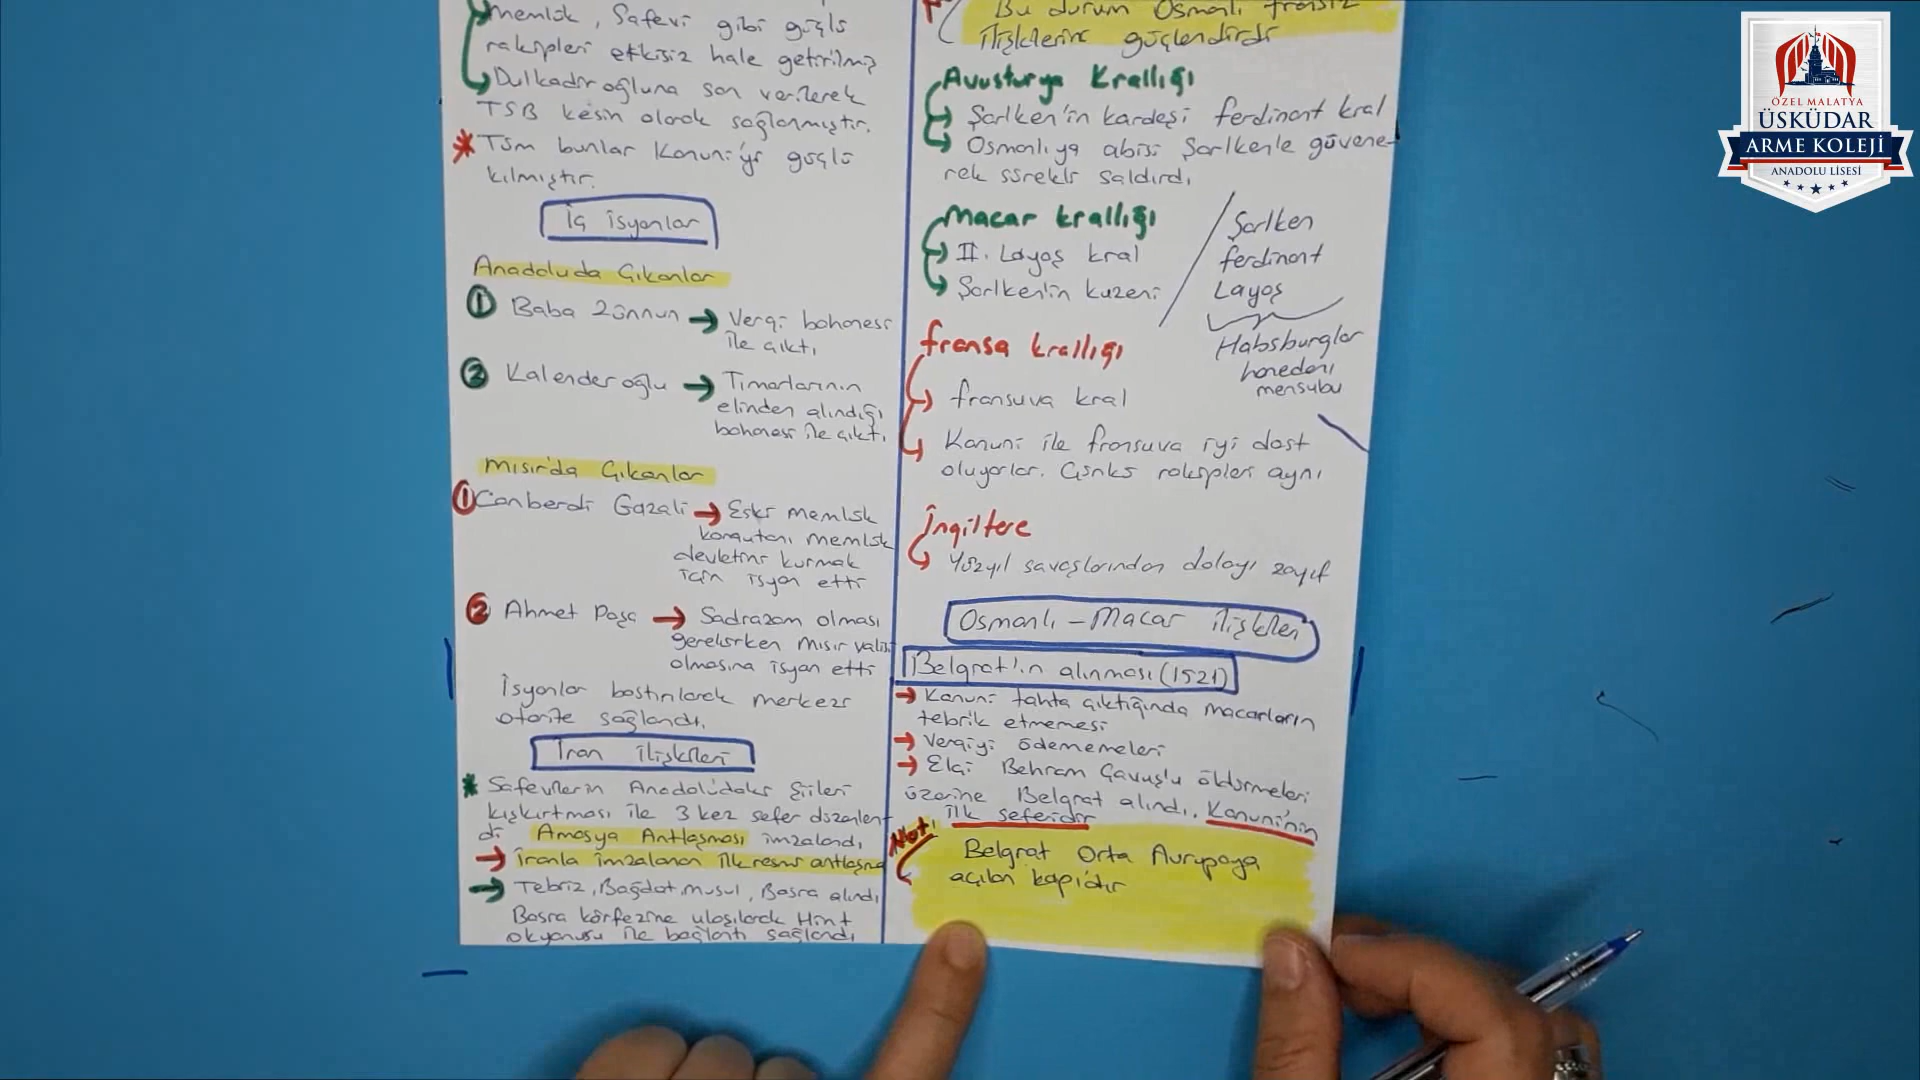 Memlük, Safevi gibi güçlü
rakipleri etkisiz hale getirilmiş
Dulkadiroğluna son verilerek
TSB kesin olarak sağlanmıştır.
* Tüm bunlar Kanuni'yi güçlü
kılmıştır.
İç isyanlar
Anadoluda Çıkanlar
1 Baba Zünnun → Vergi bahanesi
ile çıktı
2 Kalenderoğlu → Tımarlarının
elinden alındığı
bahanesi ile çıktı
Mısır'da Çıkanlar
1 Canberdi Gazali → Eski memlük
komutanı memlük
devletini kurmak
için isyan etti
2 Ahmet Paşa → Sadrazam olması
gerekirken mısır valisi
olmasına isyan etti
İsyanlar bastırılarak merkezi
otorite sağlandı.
İran ilişkileri
* Safevilerin Anadolu'daki Şiileri
kışkırtması ile 3 kez sefer düzenlen-
di Amasya Antlaşması imzalandı,
→ İranla imzalanan ilk resmi antlaşma
→ Tebriz, Bağdat, musul, Basra alındı
Basra körfezine ulaşılarak Hint
okyanusu ile bağlantı sağlandı
Bu durum Osmanlı fransız
ilişklerini güçlendirdi
Avusturya Krallığı
Şarlken'in kardeşi ferdinant kral
Osmanlıya abisi Şarlken'e güvene-
rek sürekli saldırdı
Macar krallığı
II. Layoş kral
Şarlken'in kuzeni
Şarlken
ferdinant
Layoş
Habsburglar
hanedanı
mensubu
fransa krallığı
fransuva kral
Kanuni ile fransuva iyi dost
oluyorlar. Çünkü rakipleri aynı
İngiltere
Yüzyıl savaşlarından dolayı zayıf
Osmanlı - Macar ilişkileri
Belgrat'ın alınması (1521)
→ Kanuni tahta çıktığında macarların
tebrik etmemesi
→ Vergiyi ödememeleri
→ Elçi Behram Çavuş'u öldürmeleri
üzerine Belgrat alındı. Kanuni'nin
ilk seferidir
Not:
Belgrat Orta Avrupaya
açılan kapıdır
ÖZEL MALATYA
ÜSKÜDAR
ARME KOLEJİ
ANADOLU LİSESİ